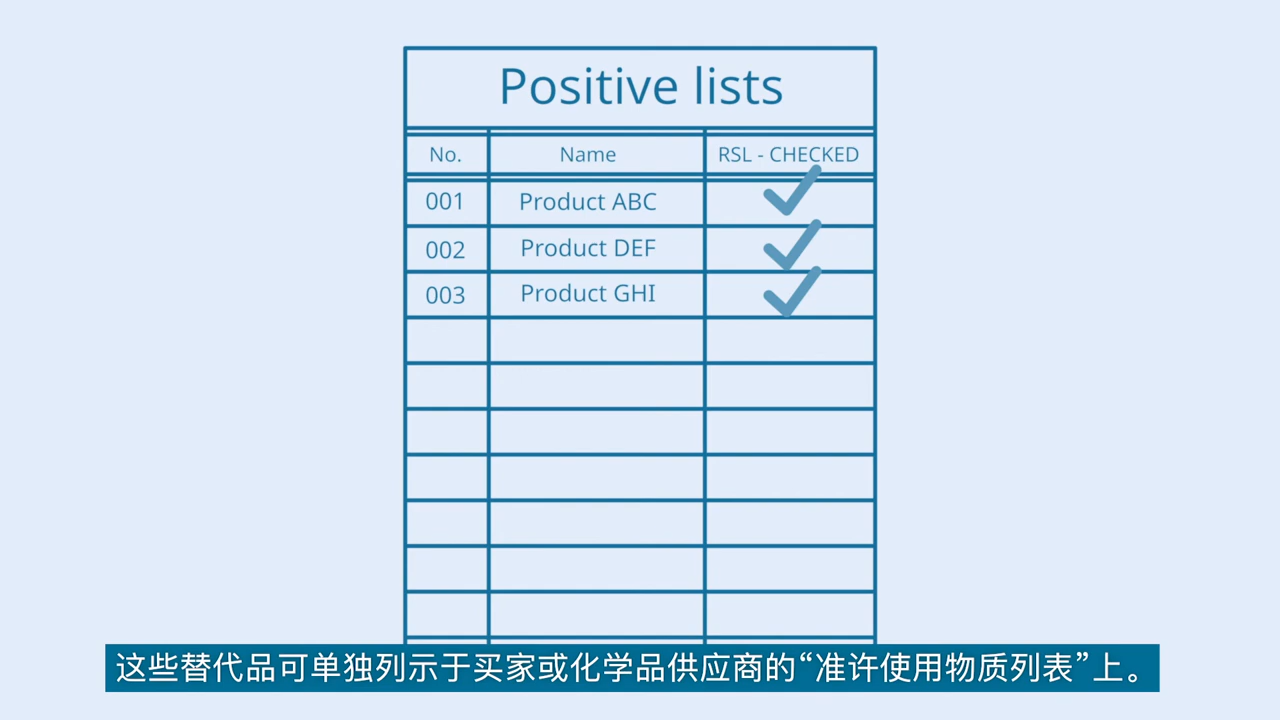 Positive lists
No. Name RSL - CHECKED
001 Product ABC
002 Product DEF
003 Product GHI
这些替代品可单独列示于买家或化学品供应商的“准许使用物质列表”上。